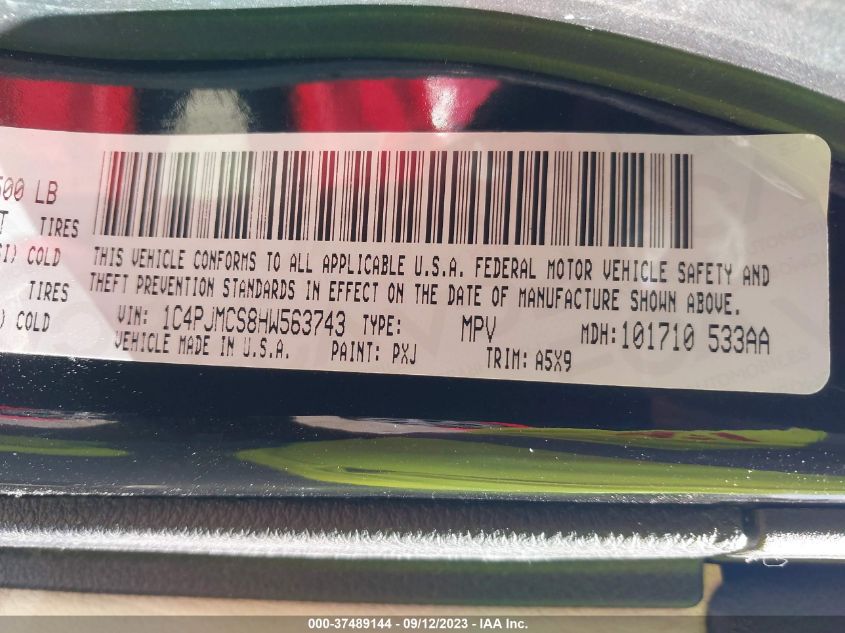 500 LB
TIRES
COLD
TIRES
COLD
THIS VEHICLE CONFORMS TO ALL APPLICABLE U.S.A. FEDERAL MOTOR VEHICLE SAFETY AND
THEFT PREVENTION STANDARDS IN EFFECT ON THE DATE OF MANUFACTURE SHOWN ABOVE.
VIN: 1C4PJMCS8HW563743 TYPE: MPV MDH:101710 533AA
VEHICLE MADE IN U.S.A. PAINT: PXJ TRIM: A5X9
000-37489144 - 09/12/2023 - IAA Inc.